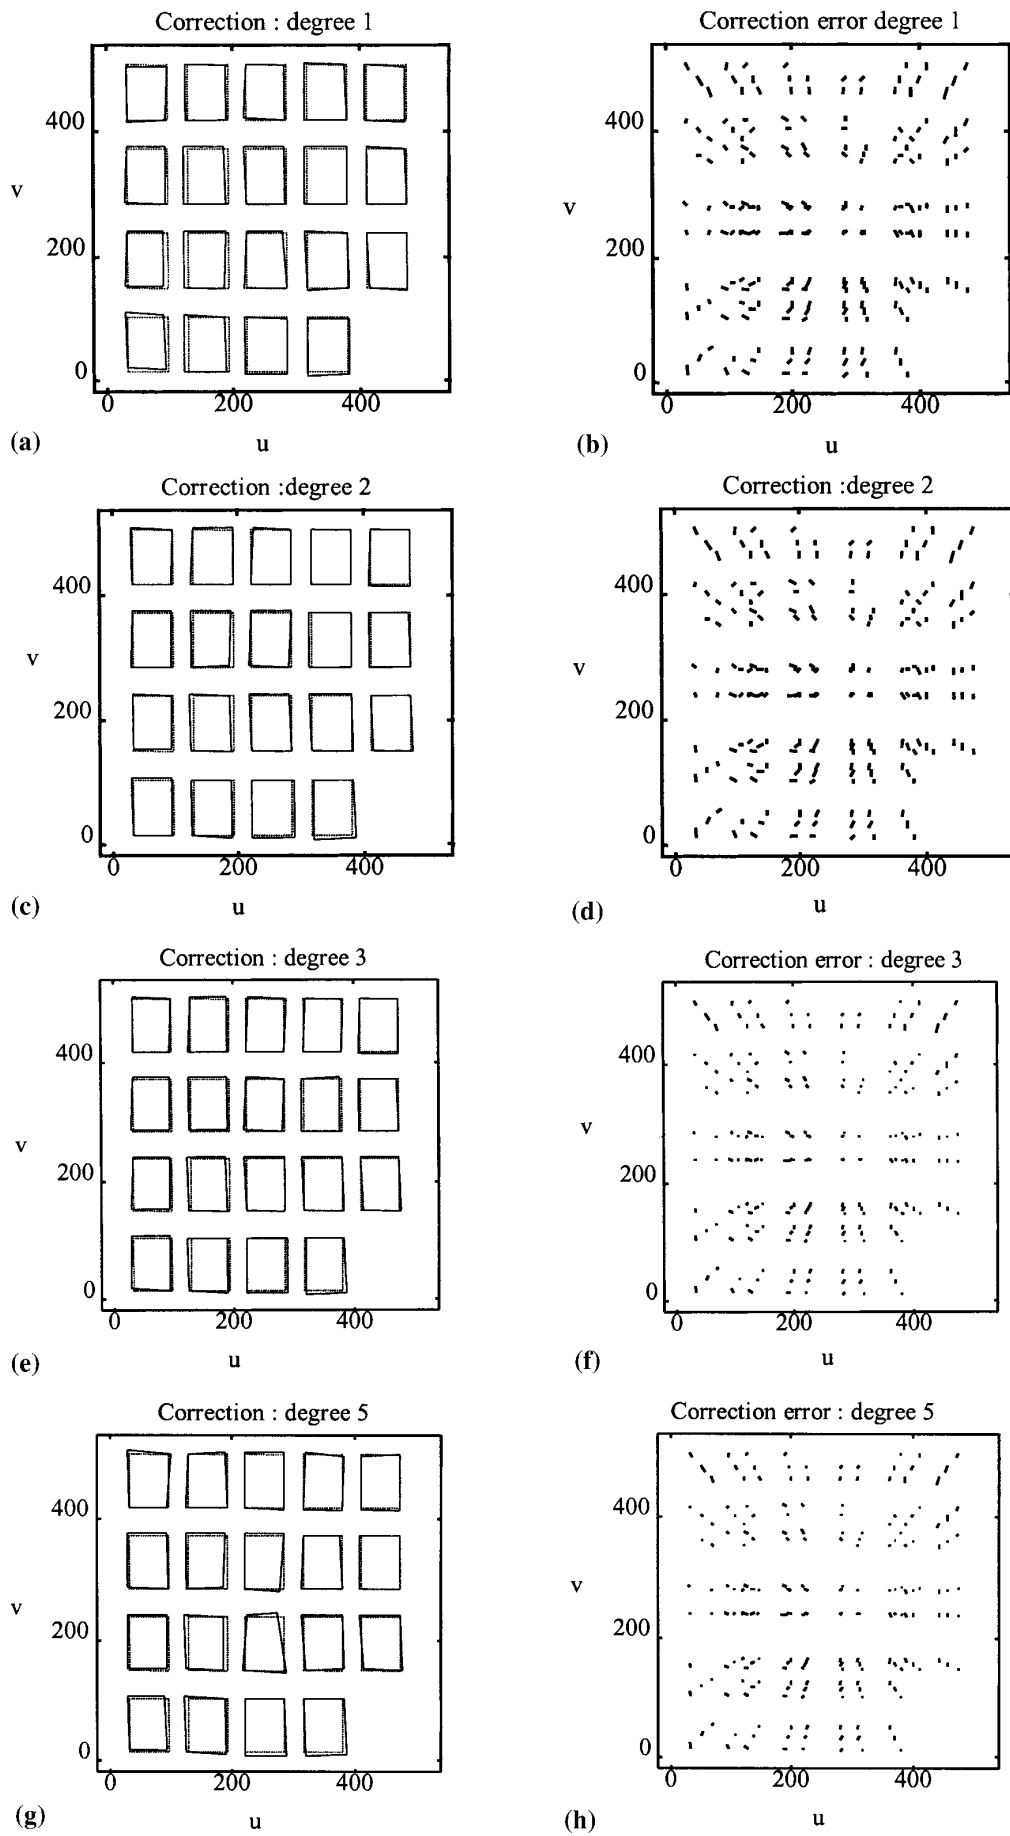 Correction : degree 1
400
v
200
0
0 200 400
(a)
u
Correction error degree 1
400
v
200
0
0 200 400
(b)
u
Correction :degree 2
400
v
200
0
0 200 400
(c)
u
Correction :degree 2
400
v
200
0
0 200 400
(d)
u
Correction : degree 3
400
v
200
0
0 200 400
(e)
u
Correction error : degree 3
400
v
200
0
0 200 400
(f)
u
Correction : degree 5
400
v
200
0
0 200 400
(g)
u
Correction error : degree 5
400
v
200
0
0 200 400
(h)
u